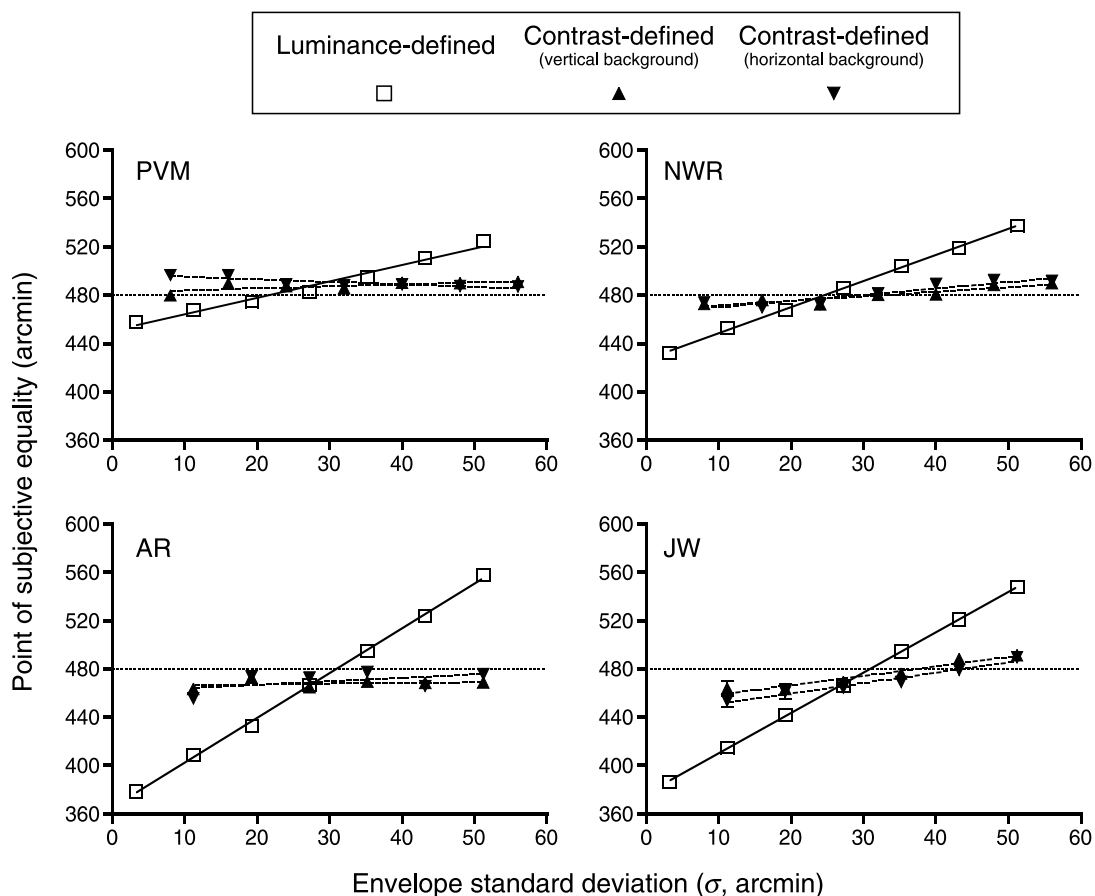 Luminance-defined Contrast-defined Contrast-defined
(vertical background) (horizontal background)
Point of subjective equality (arcmin)
PVM
600
560
520
480
440
400
360
0 10 20 30 40 50 60
NWR
600
560
520
480
440
400
360
0 10 20 30 40 50 60
AR
600
560
520
480
440
400
360
0 10 20 30 40 50 60
JW
600
560
520
480
440
400
360
0 10 20 30 40 50 60
Envelope standard deviation (σ, arcmin)